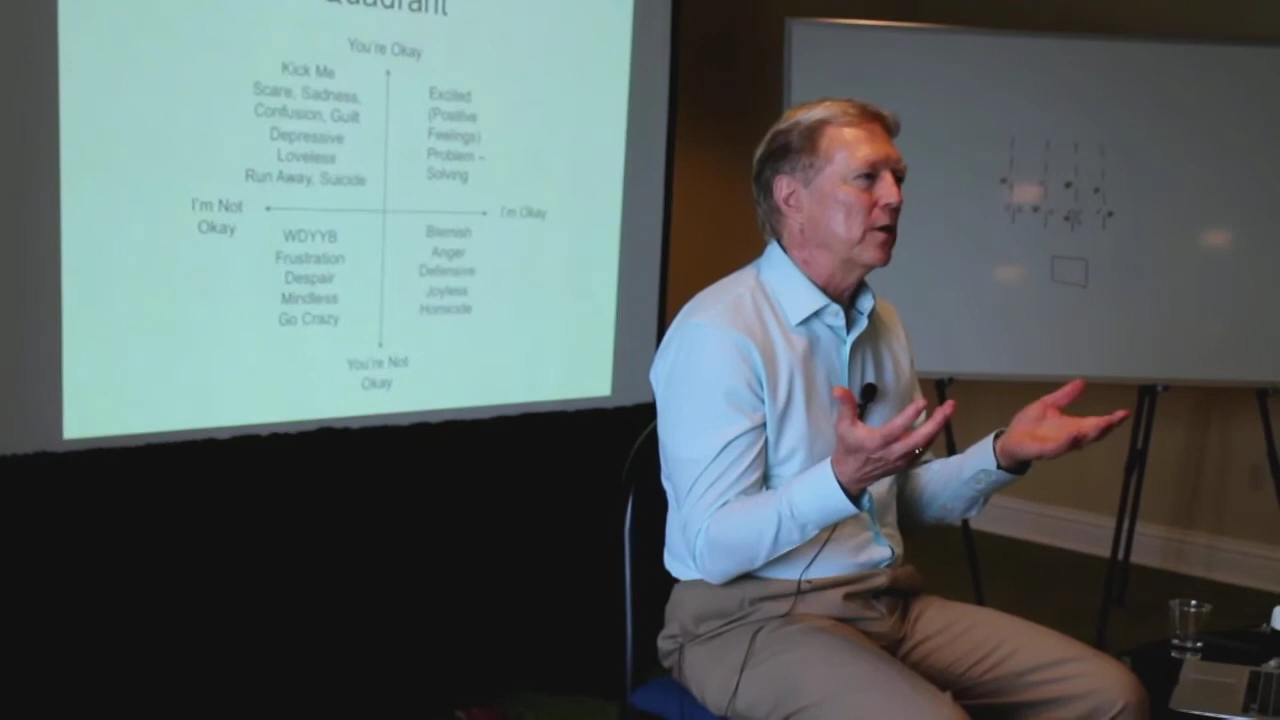 Quadrant
You're Okay
Kick Me
Scare, Sadness,
Confusion, Guilt
Depressive
Loveless
Run Away, Suicide
Excited
(Positive
Feelings)
Problem –
Solving
I'm Not
Okay
I'm Okay
WDYYB
Frustration
Despair
Mindless
Go Crazy
Blemish
Anger
Defensive
Joyless
Homicide
You're Not
Okay